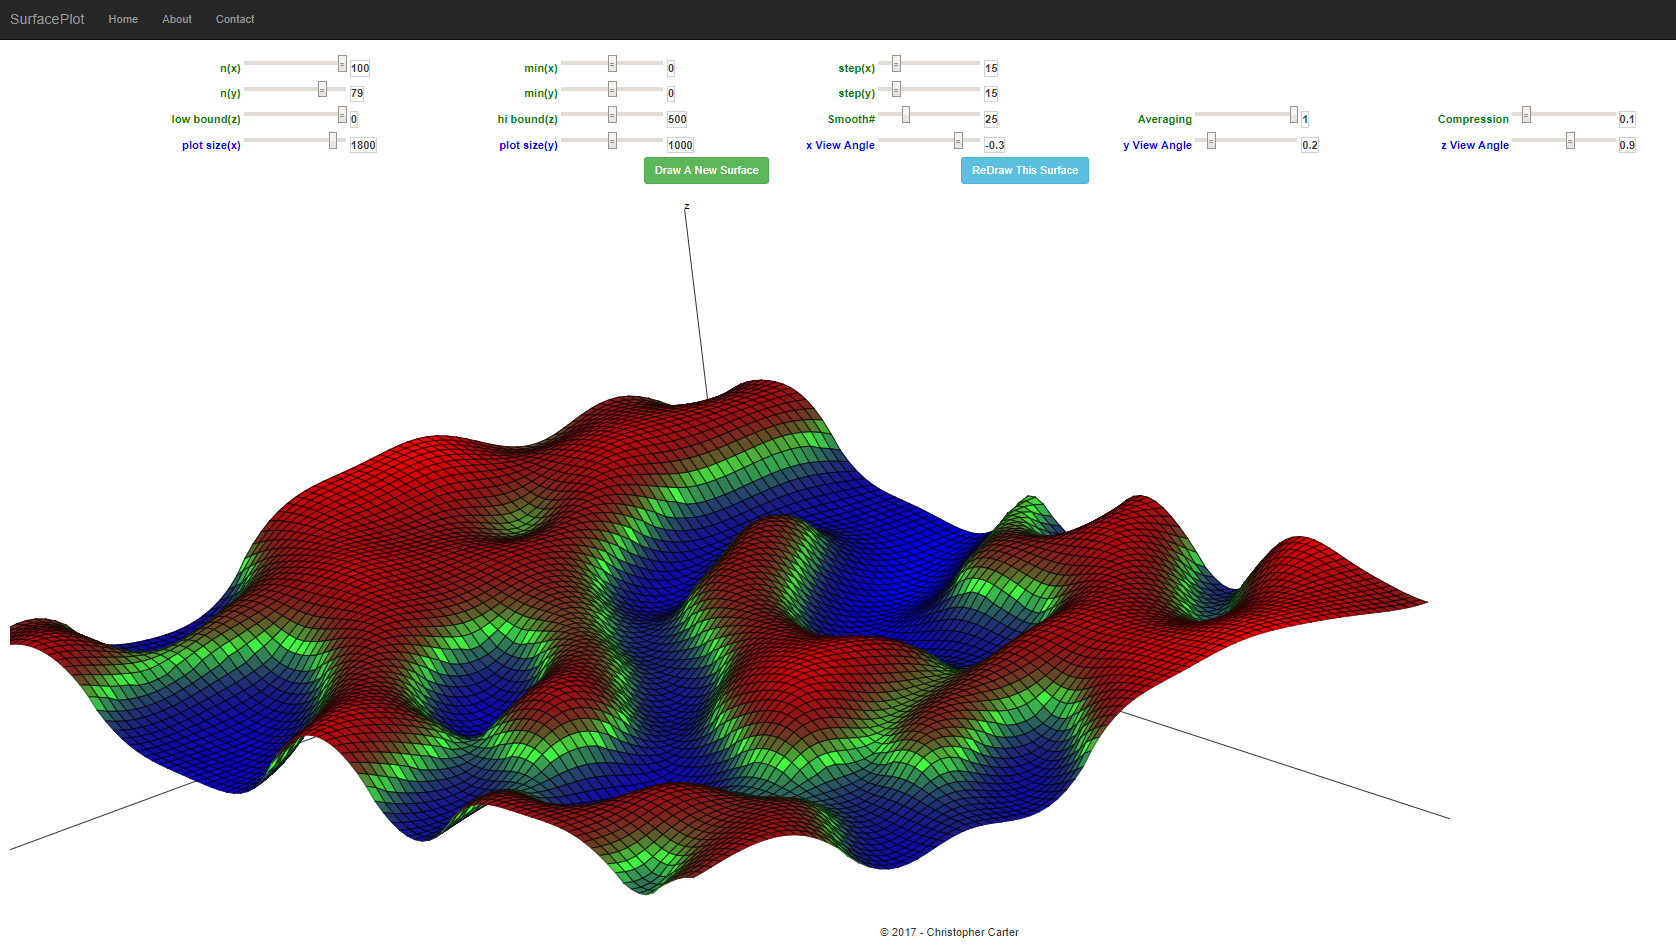 SurfacePlot Home About Contact
n(x) 100 min(x) 0 step(x) 15
n(y) 79 min(y) 0 step(y) 15
low bound(z) 0 hi bound(z) 500 Smooth# 25 Averaging 1 Compression 0.1
plot size(x) 1800 plot size(y) 1000 x View Angle -0.3 y View Angle 0.2 z View Angle 0.9
Draw A New Surface ReDraw This Surface
z
© 2017 - Christopher Carter